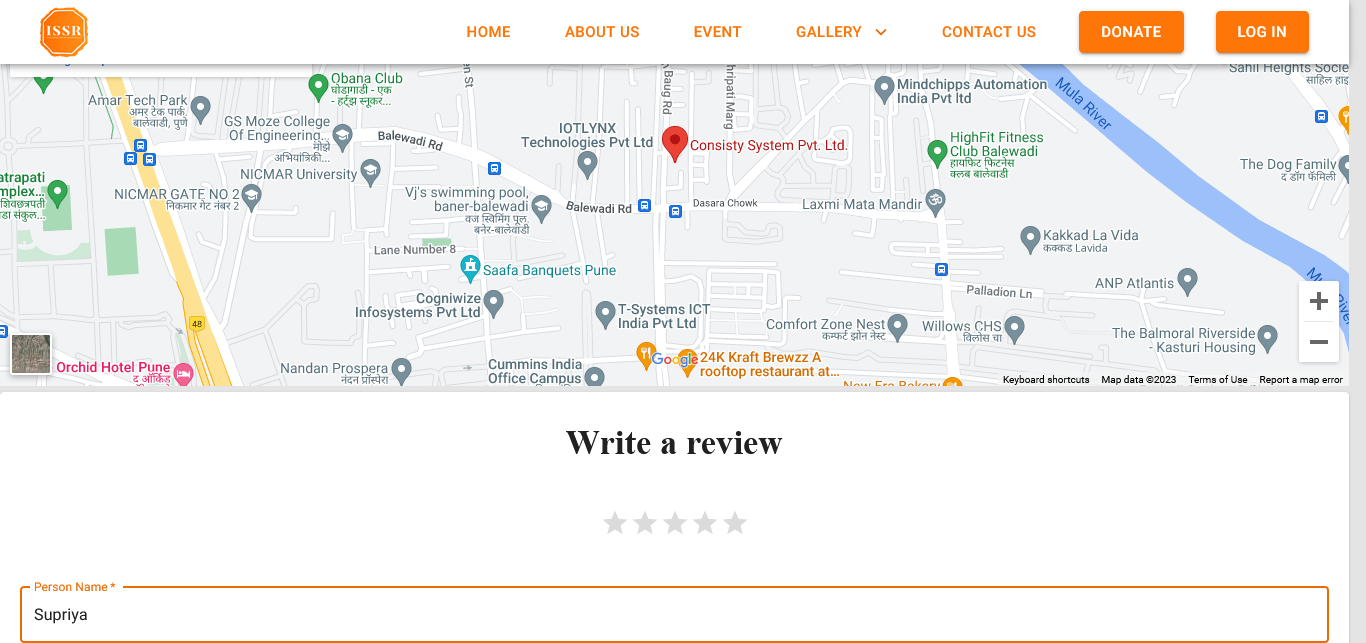 ISSR
HOME
ABOUT US
EVENT
GALLERY
CONTACT US
DONATE
LOG IN
Sahil Heights Socie
साहिल हाइ
Obana Club
घोडागाडी - एक
- हर्ट्झ स्नूकर...
Amar Tech Park
अमर टेक पार्क,
बालेवाडी, पुणे
GS Moze College
Of Engineering...
मोझे
अभियांत्रिकी...
Balewadi Rd
IOTLYNX
Technologies Pvt Ltd
en St
A Baug Rd
hripati Marg
Consisty System Pvt. Ltd.
Mindchipps Automation
India Pvt ltd
Mula River
HighFit Fitness
Club Balewadi
हायफिट फिटनेस
क्लब बालेवाडी
The Dog Family
द डॉग फॅमिली
atrapati
mplex...
शिवछत्रपती
डा संकुल...
NICMAR University
NICMAR GATE NO 2
निकमार गेट नंबर 2
Vj's swimming pool,
baner-balewadi
वज स्विमिंग पूल,
बनेर-बालेवाडी
Balewadi Rd
Dasara Chowk
Laxmi Mata Mandir
Kakkad La Vida
कक्कड Lavida
Lane Number 8
Saafa Banquets Pune
ANP Atlantis
Palladion Ln
Cogniwize
Infosystems Pvt Ltd
T-Systems ICT
India Pvt Ltd
Comfort Zone Nest
कम्फर्ट झोन नेस्ट
Willows CHS
विलोस चा
The Balmoral Riverside
- Kasturi Housing
48
Orchid Hotel Pune
द ऑर्किड
Nandan Prospera
नंदन प्रॉस्पेरा
Cummins India
Office Campus
Google
24K Kraft Brewzz A
rooftop restaurant at...
New Era Bakery
Keyboard shortcuts
Map data ©2023
Terms of Use
Report a map error
Write a review
Person Name *
Supriya